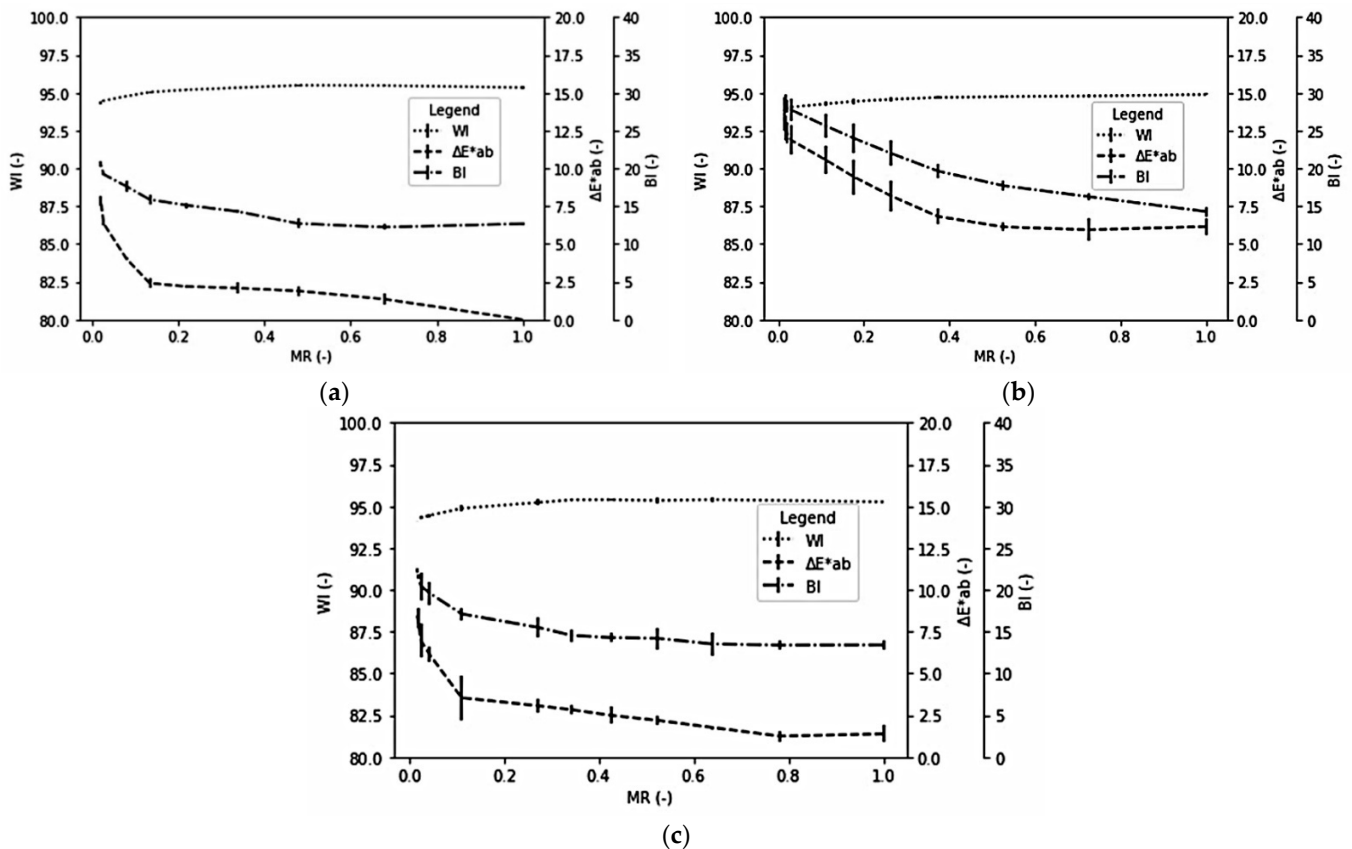 100.0
97.5
95.0
92.5
90.0
87.5
85.0
82.5
80.0
WI (-)
0.0 0.2 0.4 0.6 0.8 1.0
MR (-)
Legend
WI
ΔE*ab
BI
20.0
17.5
15.0
12.5
10.0
7.5
5.0
2.5
0.0
ΔE*ab (-)
40
35
30
25
20
15
10
5
0
BI (-)
(a)
100.0
97.5
95.0
92.5
90.0
87.5
85.0
82.5
80.0
WI (-)
0.0 0.2 0.4 0.6 0.8 1.0
MR (-)
Legend
WI
ΔE*ab
BI
20.0
17.5
15.0
12.5
10.0
7.5
5.0
2.5
0.0
ΔE*ab (-)
40
35
30
25
20
15
10
5
0
BI (-)
(b)
100.0
97.5
95.0
92.5
90.0
87.5
85.0
82.5
80.0
WI (-)
0.0 0.2 0.4 0.6 0.8 1.0
MR (-)
Legend
WI
ΔE*ab
BI
20.0
17.5
15.0
12.5
10.0
7.5
5.0
2.5
0.0
ΔE*ab (-)
40
35
30
25
20
15
10
5
0
BI (-)
(c)